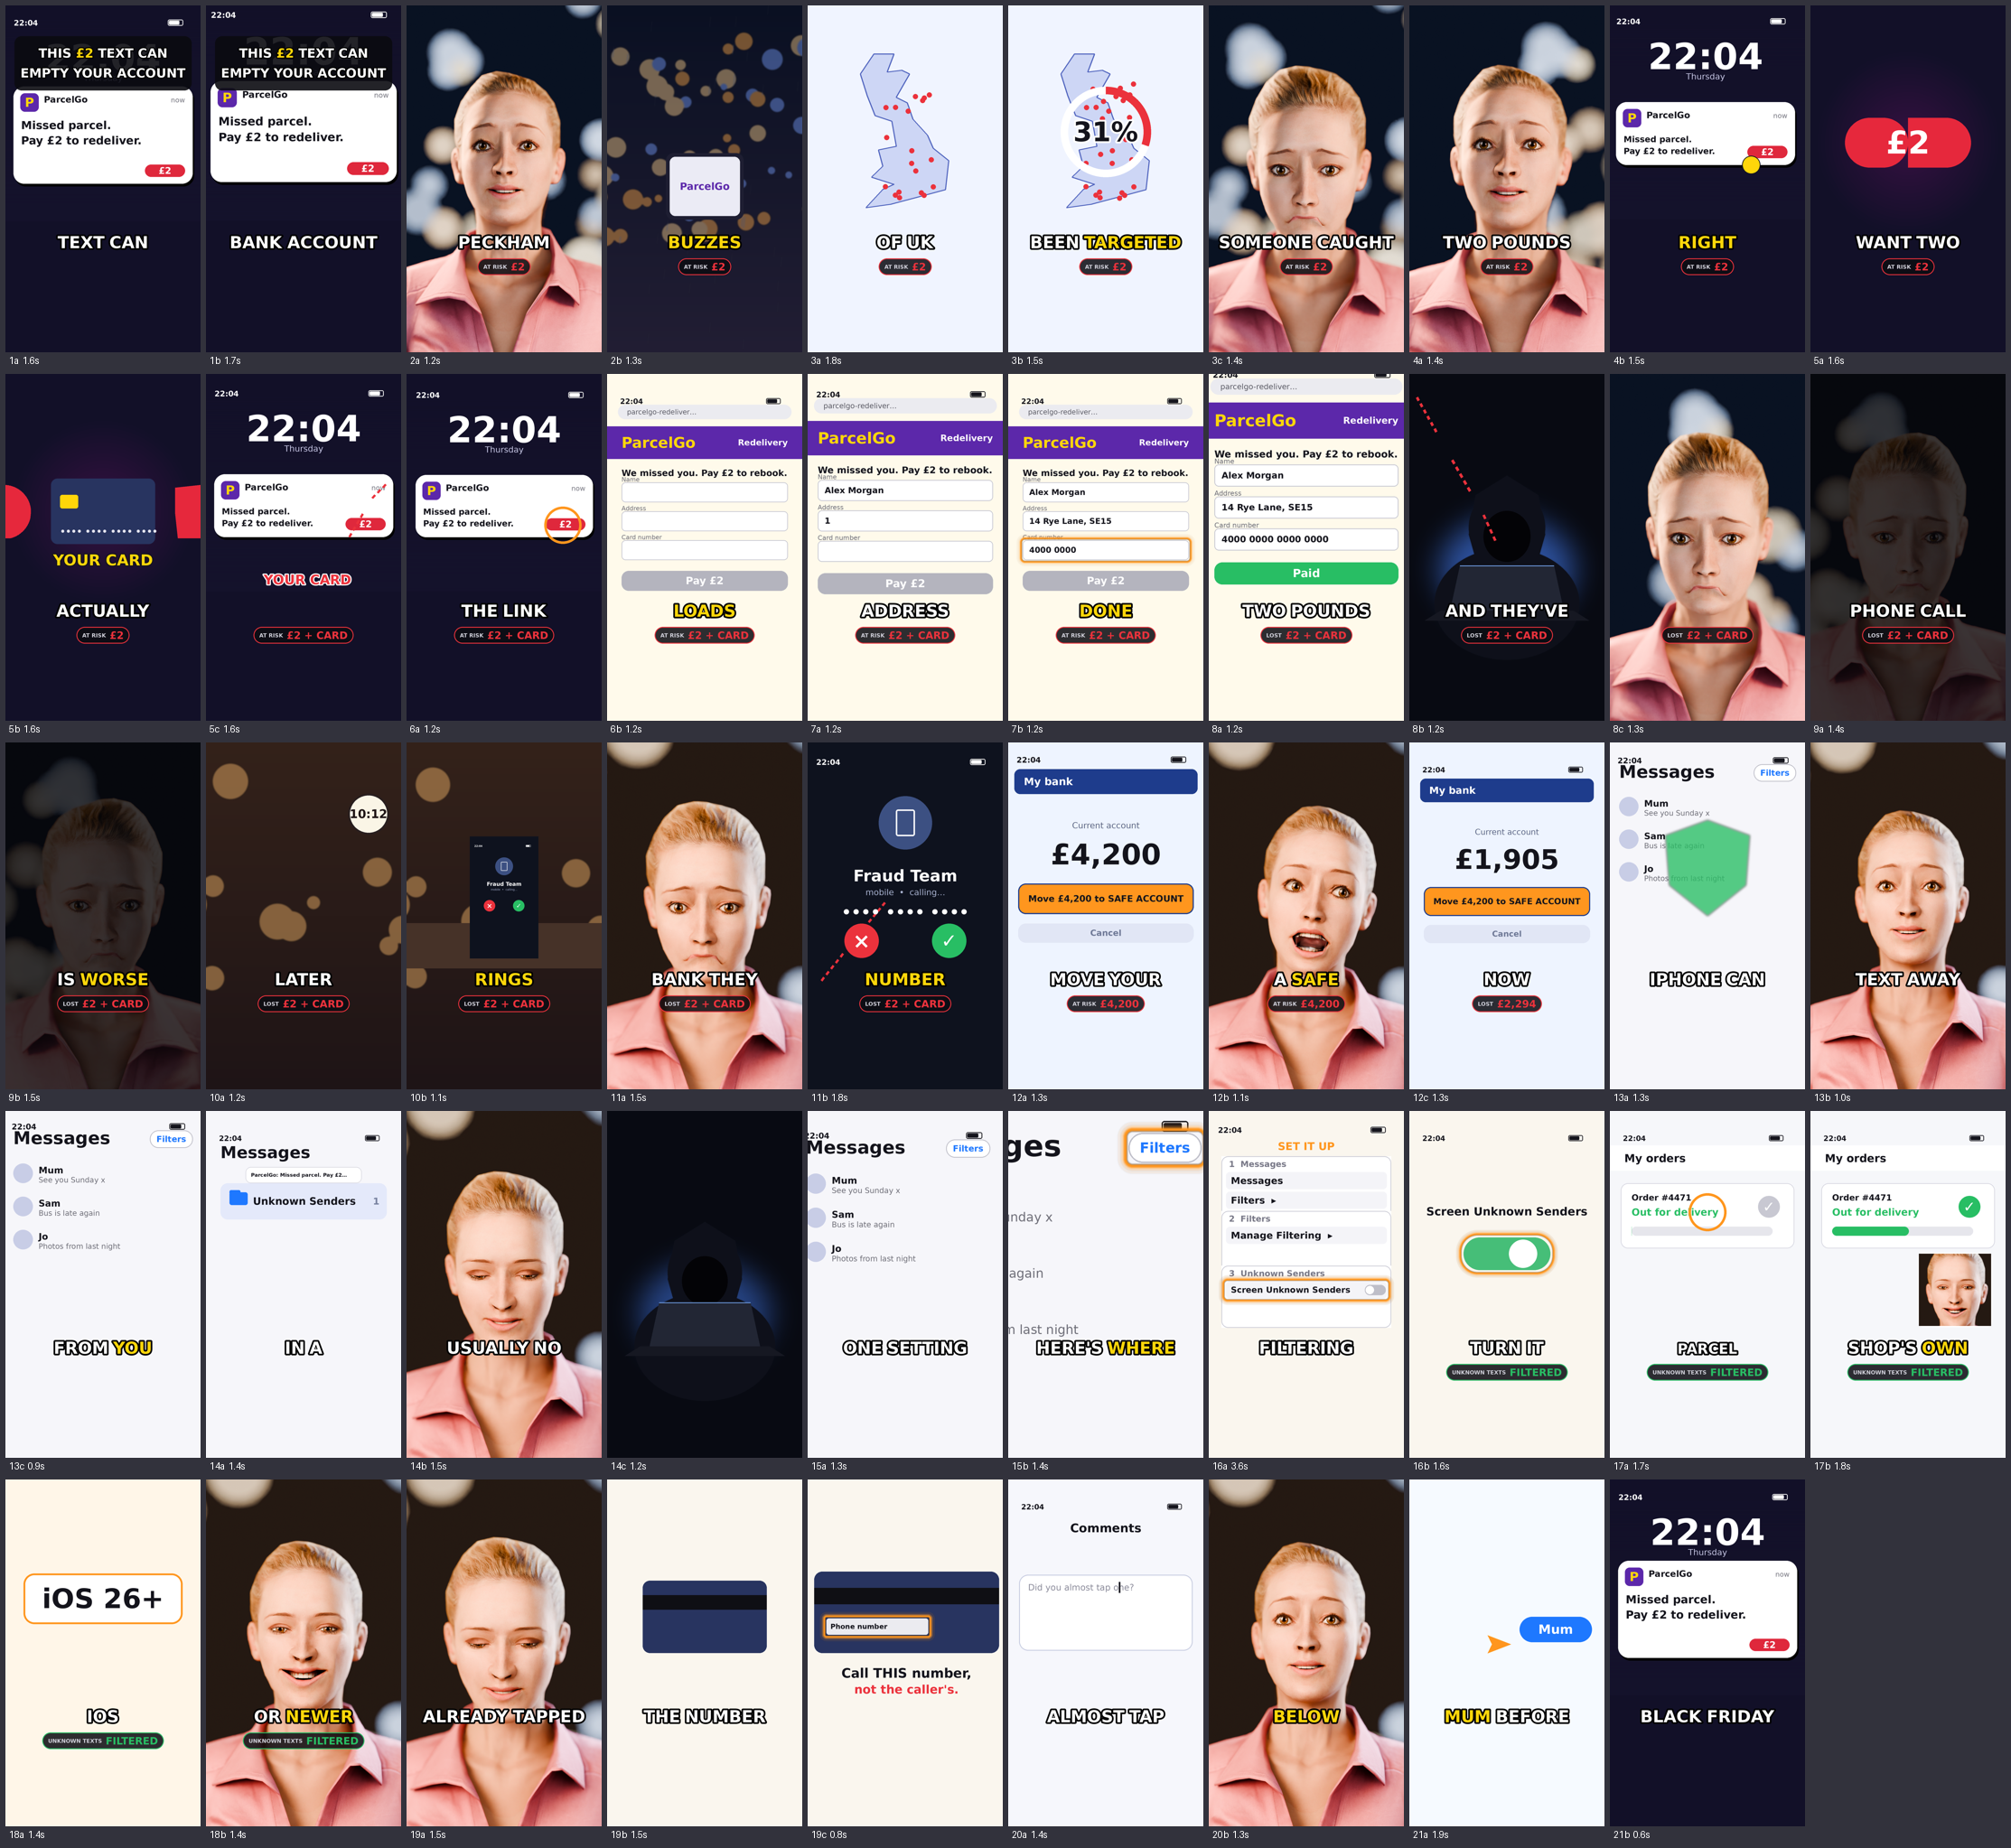 22:04
THIS £2 TEXT CAN
EMPTY YOUR ACCOUNT
ParcelGo
now
Missed parcel.
Pay £2 to redeliver.
£2
TEXT CAN
1a 1.6s
22:04
THIS £2 TEXT CAN
EMPTY YOUR ACCOUNT
ParcelGo
now
Missed parcel.
Pay £2 to redeliver.
£2
BANK ACCOUNT
1b 1.7s
PECKHAM
AT RISK £2
2a 1.2s
ParcelGo
BUZZES
AT RISK £2
2b 1.3s
OF UK
AT RISK £2
3a 1.8s
31%
BEEN TARGETED
AT RISK £2
3b 1.5s
SOMEONE CAUGHT
AT RISK £2
3c 1.4s
TWO POUNDS
AT RISK £2
4a 1.4s
22:04
22:04
Thursday
P
ParcelGo
now
Missed parcel.
Pay £2 to redeliver.
£2
RIGHT
AT RISK £2
4b 1.5s
£2
WANT TWO
AT RISK £2
5a 1.6s
YOUR CARD
ACTUALLY
AT RISK £2
5b 1.6s
22:04
22:04
Thursday
P
ParcelGo
now
Missed parcel.
Pay £2 to redeliver.
£2
YOUR CARD
AT RISK £2 + CARD
5c 1.6s
22:04
22:04
Thursday
P
ParcelGo
now
Missed parcel.
Pay £2 to redeliver.
£2
THE LINK
AT RISK £2 + CARD
6a 1.2s
22:04
parcelgo-redeliver...
ParcelGo
Redelivery
We missed you. Pay £2 to rebook.
Name
Address
Card number
Pay £2
LOADS
AT RISK £2 + CARD
6b 1.2s
22:04
parcelgo-redeliver...
ParcelGo
Redelivery
We missed you. Pay £2 to rebook.
Name
Alex Morgan
Address
1
Card number
Pay £2
ADDRESS
AT RISK £2 + CARD
7a 1.2s
22:04
parcelgo-redeliver...
ParcelGo
Redelivery
We missed you. Pay £2 to rebook.
Name
Alex Morgan
Address
14 Rye Lane, SE15
Card number
4000 0000
Pay £2
DONE
AT RISK £2 + CARD
7b 1.2s
22:04
parcelgo-redeliver...
ParcelGo
Redelivery
We missed you. Pay £2 to rebook.
Name
Alex Morgan
Address
14 Rye Lane, SE15
Card number
4000 0000 0000 0000
Paid
TWO POUNDS
LOST £2 + CARD
8a 1.2s
AND THEY'VE
LOST £2 + CARD
8b 1.2s
LOST £2 + CARD
8c 1.3s
PHONE CALL
LOST £2 + CARD
9a 1.4s
IS WORSE
LOST £2 + CARD
9b 1.5s
10:12
LATER
LOST £2 + CARD
10a 1.2s
Fraud Team
RINGS
LOST £2 + CARD
10b 1.1s
BANK THEY
LOST £2 + CARD
11a 1.5s
22:04
Fraud Team
mobile • calling...
NUMBER
LOST £2 + CARD
11b 1.8s
22:04
My bank
Current account
£4,200
Move £4,200 to SAFE ACCOUNT
Cancel
MOVE YOUR
AT RISK £4,200
12a 1.3s
A SAFE
AT RISK £4,200
12b 1.1s
22:04
My bank
Current account
£1,905
Move £4,200 to SAFE ACCOUNT
Cancel
NOW
LOST £2,294
12c 1.3s
22:04
Messages
Filters
Mum
See you Sunday x
Sam
Bus is late again
Jo
Photos from last night
IPHONE CAN
13a 1.3s
TEXT AWAY
13b 1.0s
22:04
Messages
Filters
Mum
See you Sunday x
Sam
Bus is late again
Jo
Photos from last night
FROM YOU
13c 0.9s
22:04
Messages
ParcelGo: Missed parcel. Pay £2...
Unknown Senders 1
IN A
14a 1.4s
USUALLY NO
14b 1.5s
14c 1.2s
22:04
Messages
Filters
Mum
See you Sunday x
Sam
Bus is late again
Jo
Photos from last night
ONE SETTING
15a 1.3s
ges
Filters
nday x
again
m last night
HERE'S WHERE
15b 1.4s
22:04
SET IT UP
1 Messages
Messages
Filters ▸
2 Filters
Manage Filtering ▸
3 Unknown Senders
Screen Unknown Senders
FILTERING
16a 3.6s
22:04
Screen Unknown Senders
TURN IT
UNKNOWN TEXTS FILTERED
16b 1.6s
22:04
My orders
Order #4471
Out for delivery
PARCEL
UNKNOWN TEXTS FILTERED
17a 1.7s
22:04
My orders
Order #4471
Out for delivery
SHOP'S OWN
UNKNOWN TEXTS FILTERED
17b 1.8s
iOS 26+
IOS
UNKNOWN TEXTS FILTERED
18a 1.4s
OR NEWER
UNKNOWN TEXTS FILTERED
18b 1.4s
ALREADY TAPPED
19a 1.5s
THE NUMBER
19b 1.5s
Phone number
Call THIS number,
not the caller's.
19c 0.8s
22:04
Comments
Did you almost tap one?
ALMOST TAP
20a 1.4s
BELOW
20b 1.3s
Mum
MUM BEFORE
21a 1.9s
22:04
22:04
Thursday
P
ParcelGo
now
Missed parcel.
Pay £2 to redeliver.
£2
BLACK FRIDAY
21b 0.6s